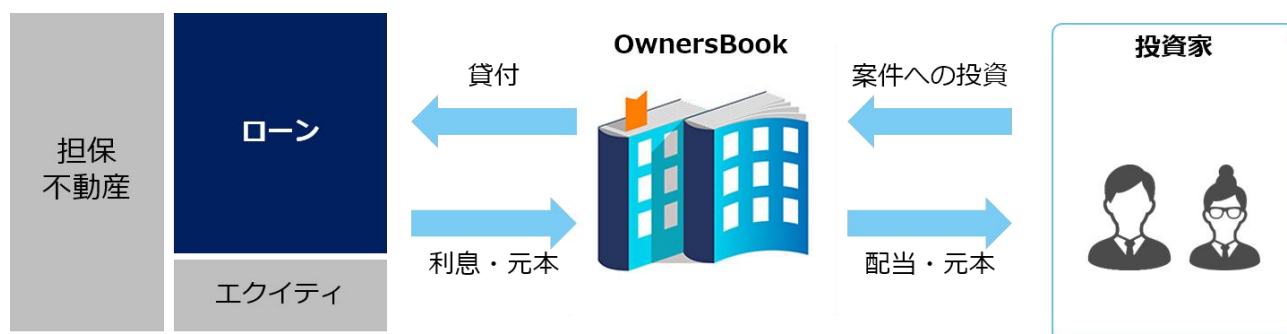 担保
不動産
ローン
エクイティ
貸付
利息・元本
OwnersBook
案件への投資
配当・元本
投資家